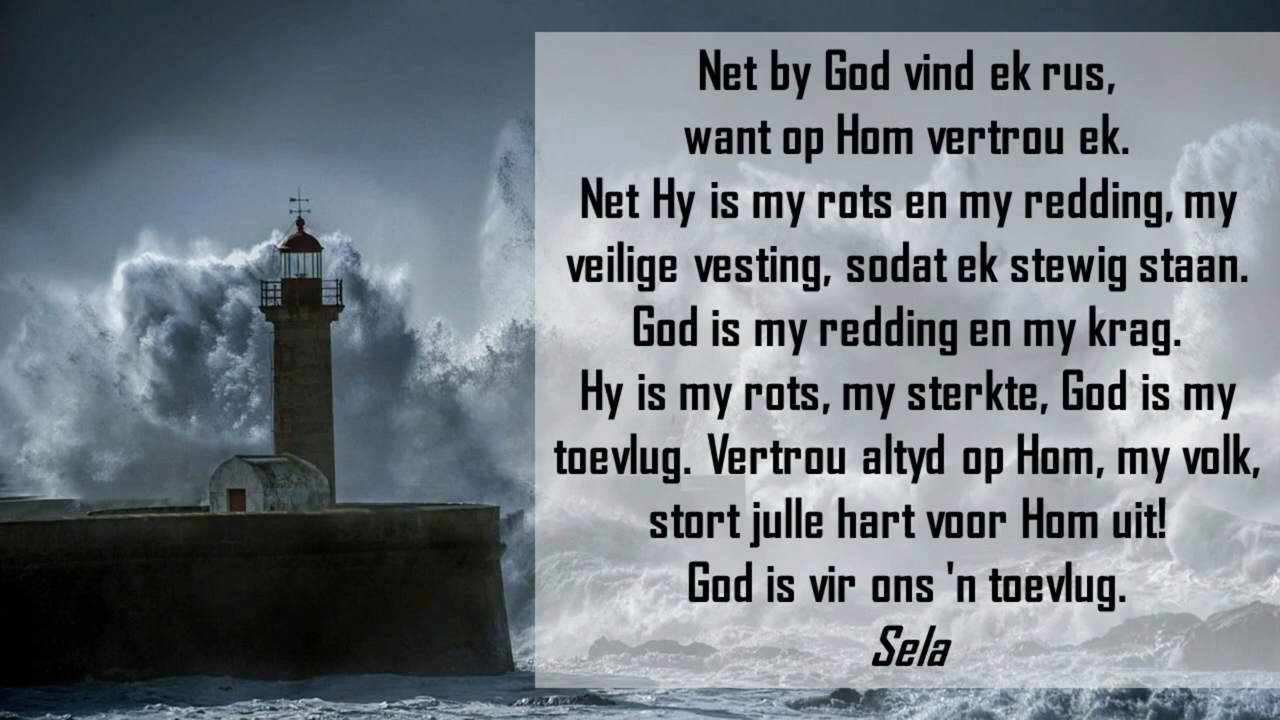 Net by God vind ek rus,
want op Hom vertrou ek.
Net Hy is my rots en my redding, my
veilige vesting, sodat ek stewig staan.
God is my redding en my krag.
Hy is my rots, my sterkte, God is my
toevlug. Vertrou altyd op Hom, my volk,
stort julle hart voor Hom uit!
God is vir ons 'n toevlug.
Sela